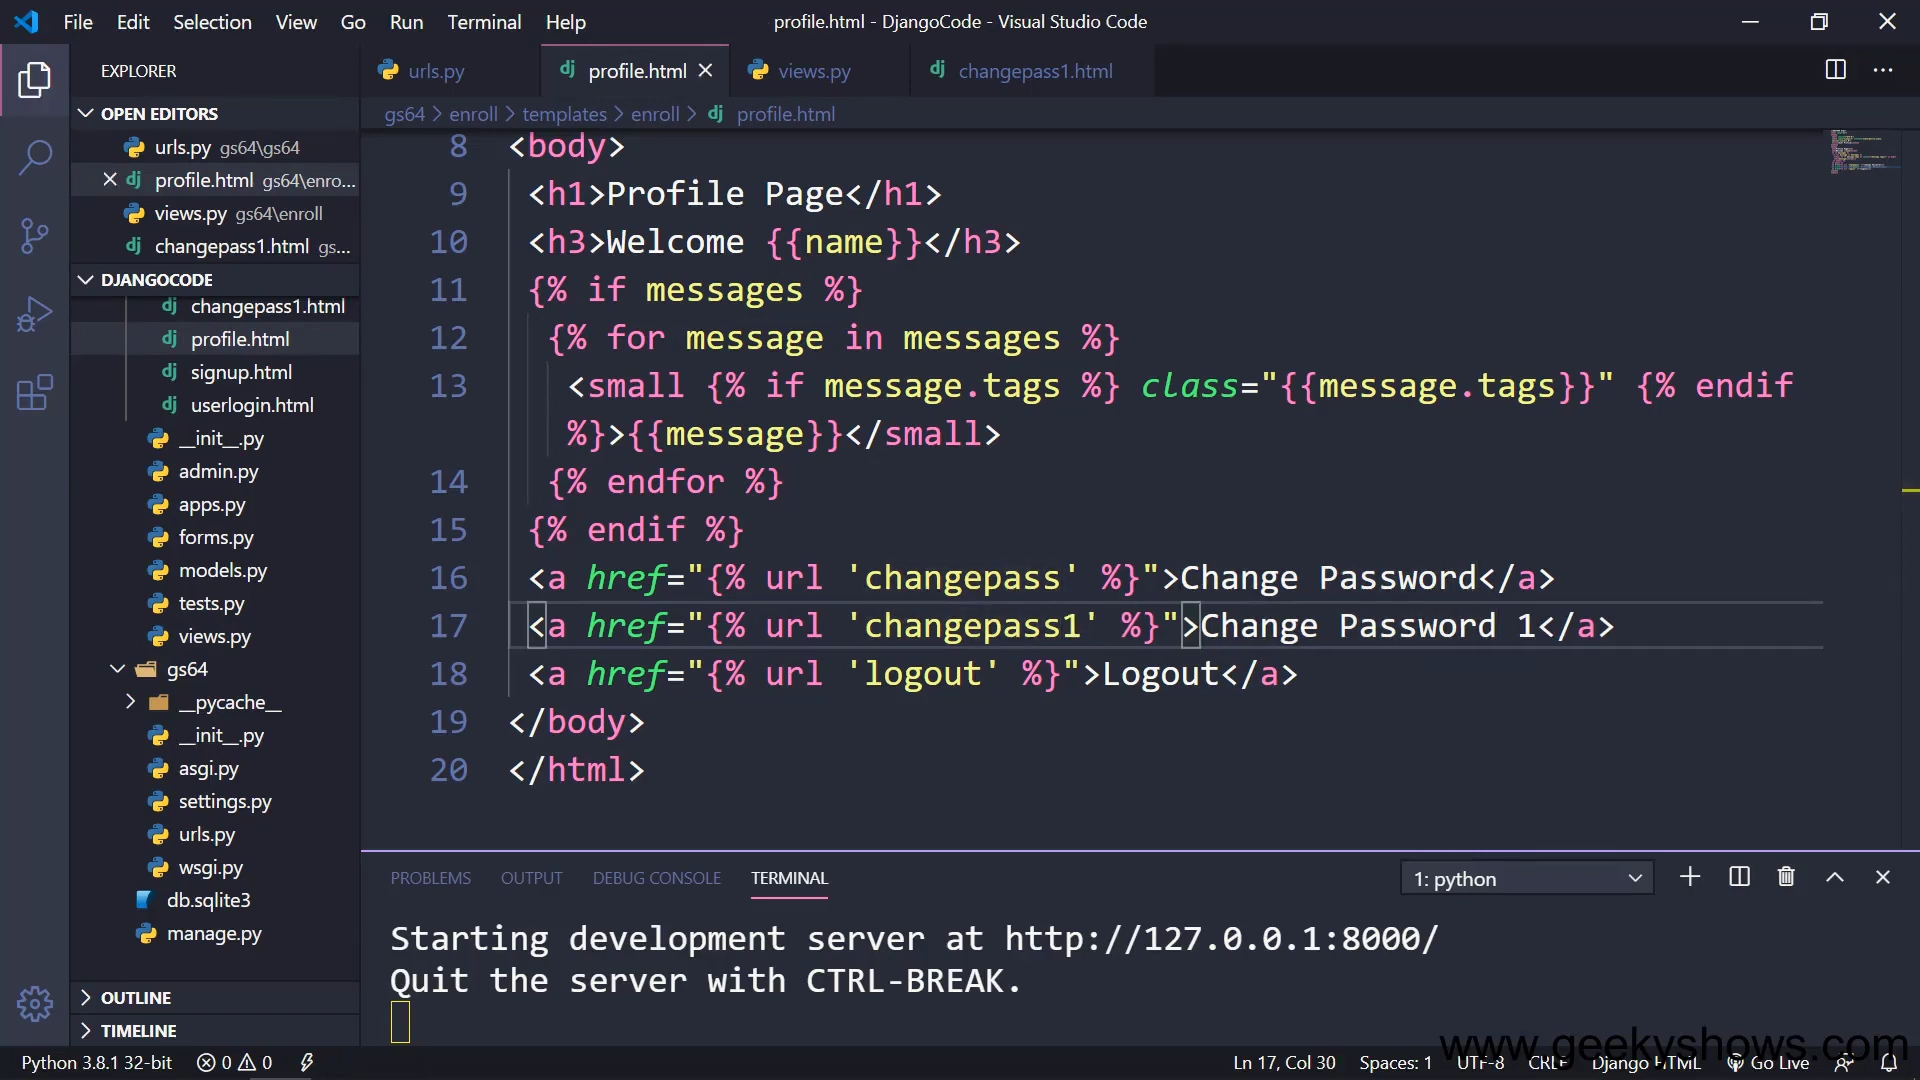 File Edit Selection View Go Run Terminal Help
profile.html - DjangoCode - Visual Studio Code
EXPLORER
urls.py
profile.html
views.py
changepass1.html
OPEN EDITORS
urls.py gs64\gs64
profile.html gs64\enro...
views.py gs64\enroll
changepass1.html gs...
DJANGOCODE
changepass1.html
profile.html
signup.html
userlogin.html
__init__.py
admin.py
apps.py
forms.py
models.py
tests.py
views.py
gs64
__pycache__
__init__.py
asgi.py
settings.py
urls.py
wsgi.py
db.sqlite3
manage.py
OUTLINE
TIMELINE
gs64 > enroll > templates > enroll > dj profile.html
8 <body>
9 <h1>Profile Page</h1>
10 <h3>Welcome {{name}}</h3>
11 {% if messages %}
12 {% for message in messages %}
13 <small {% if message.tags %} class="{{message.tags}}" {% endif
%}>{{message}}</small>
14 {% endfor %}
15 {% endif %}
16 <a href="{% url 'changepass' %}">Change Password</a>
17 <a href="{% url 'changepass1' %}">Change Password 1</a>
18 <a href="{% url 'logout' %}">Logout</a>
19 </body>
20 </html>
PROBLEMS OUTPUT DEBUG CONSOLE TERMINAL
1: python
Starting development server at http://127.0.0.1:8000/
Quit the server with CTRL-BREAK.
www.geekyshows.com
Python 3.8.1 32-bit 0 0
Ln 17, Col 30 Spaces: 1 UTF-8 CRLF Django HTML Go Live